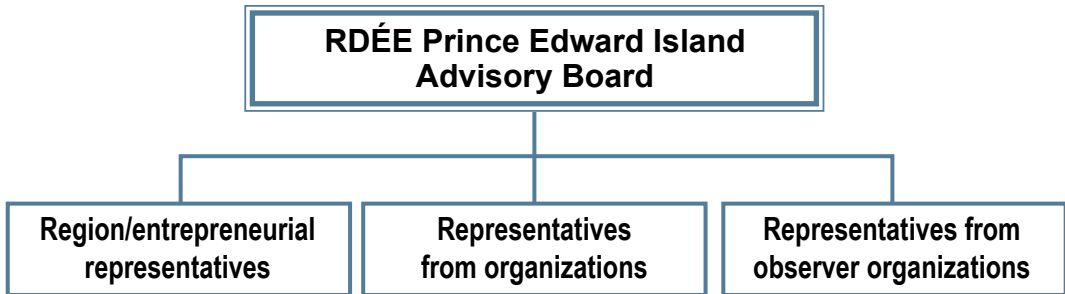 RDÉE Prince Edward Island
Advisory Board
Region/entrepreneurial
representatives
Representatives
from organizations
Representatives from
observer organizations